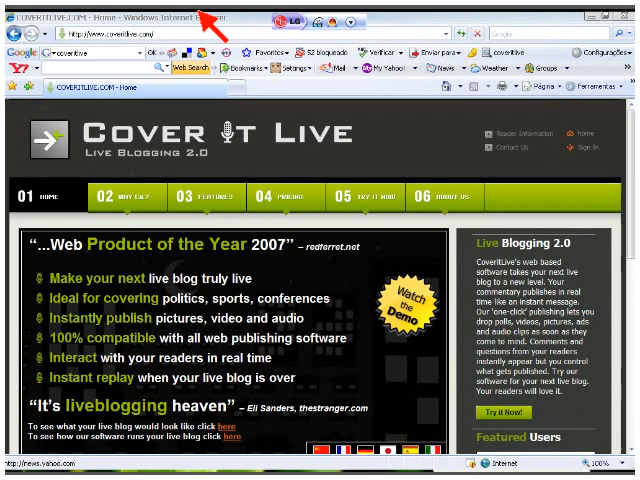 COVERITLIVE.COM - Home - Windows Internet Explorer
LG
http://www.coveritlive.com/
Google
Google
coveritlive
OK
Favoritos
52 bloqueado
Verificar
Enviar para
coveritlive
Configurações
Y!
Web Search
Bookmarks
Settings
Mail
My Yahoo!
News
Weather
Groups
COVERITLIVE.COM - Home
Página
Ferramentas
COVER IT LIVE
LIVE BLOGGING 2.0
Reader Information
home
Contact Us
Sign In
01 HOME
02 WHY CIL?
03 FEATURES
04 PRICING
05 TRY IT NOW
06 ABOUT US
“...Web Product of the Year 2007” – redferret.net
Make your next live blog truly live
Ideal for covering politics, sports, conferences
Instantly publish pictures, video and audio
100% compatible with all web publishing software
Interact with your readers in real time
Instant replay when your live blog is over
Watch
the
Demo
“It's liveblogging heaven” – Eli Sanders, thestranger.com
To see what your live blog would look like click here
To see how our software runs your live blog click here
Live Blogging 2.0
CoveritLive's web based
software takes your next live
blog to a new level. Your
commentary publishes in real
time like an instant message.
Our 'one-click' publishing lets you
drop polls, videos, pictures, ads
and audio clips as soon as they
come to mind. Comments and
questions from your readers
instantly appear but you control
what gets published. Try our
software for your next live blog.
Your readers will love it.
Try it Now!
Featured Users
http://news.yahoo.com
Internet
100%